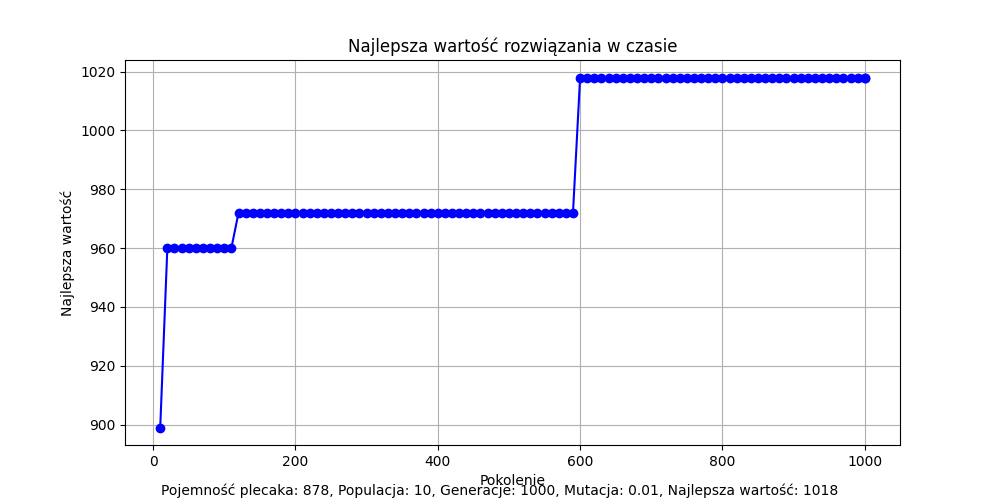 Najlepsza wartość rozwiązania w czasie
1020
1000
980
960
940
920
900
Najlepsza wartość
0 200 400 600 800 1000
Pokolenie
Pojemność plecaka: 878, Populacja: 10, Generacje: 1000, Mutacja: 0.01, Najlepsza wartość: 1018